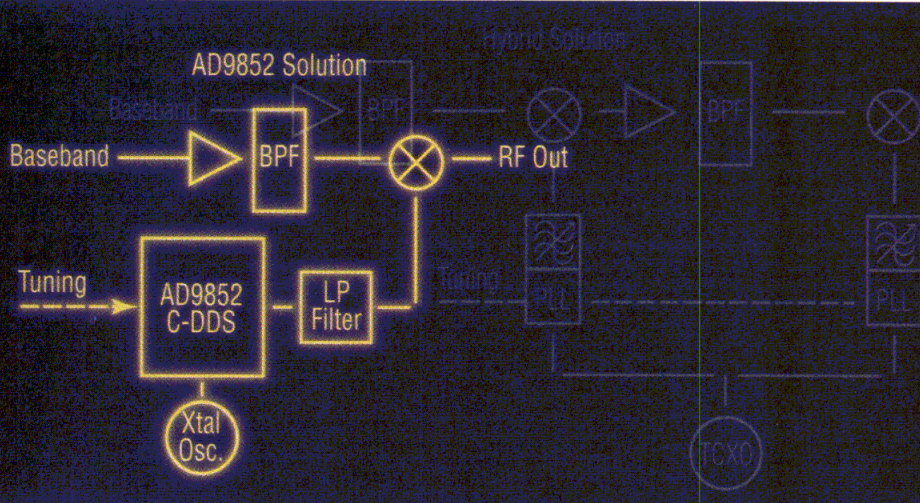 Hybrid Solution
AD9852 Solution
Baseband
BPF
BPF
Baseband
BPF
RF Out
Tuning
AD9852
C-DDS
LP
Filter
Tuning
PLL
PLL
Xtal
Osc.
TCXO